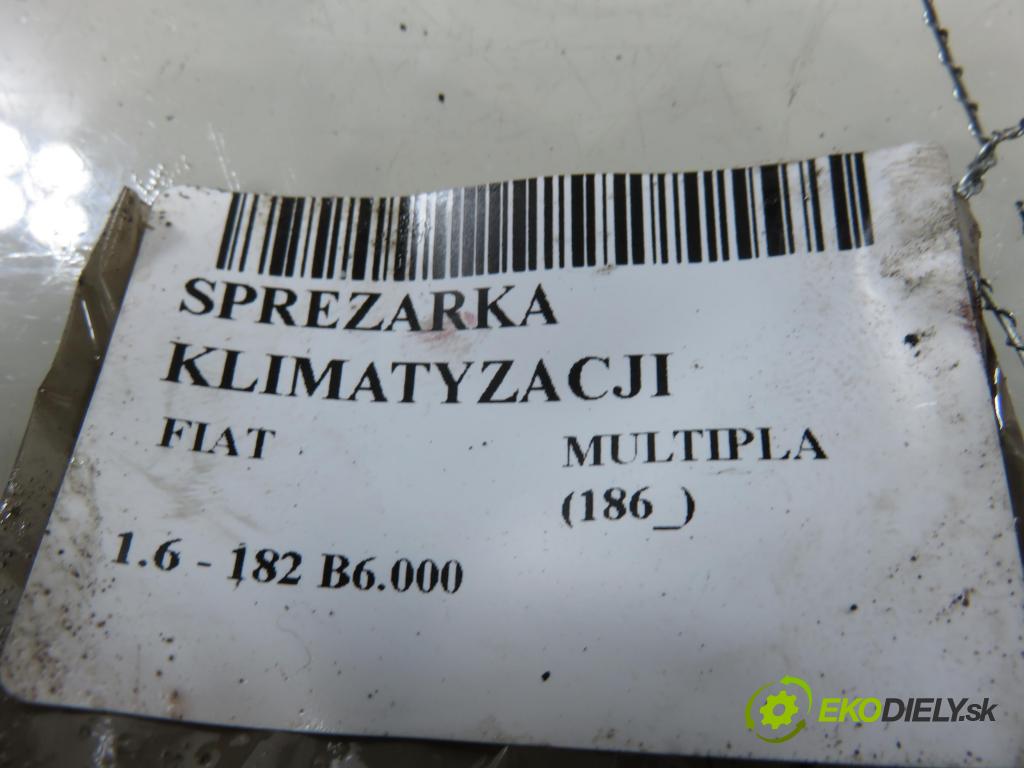 SPREZARKA
KLIMATYZACJI
FIAT MULTIPLA
(186_)
1.6 - 182 B6.000
EKODIELY.sk